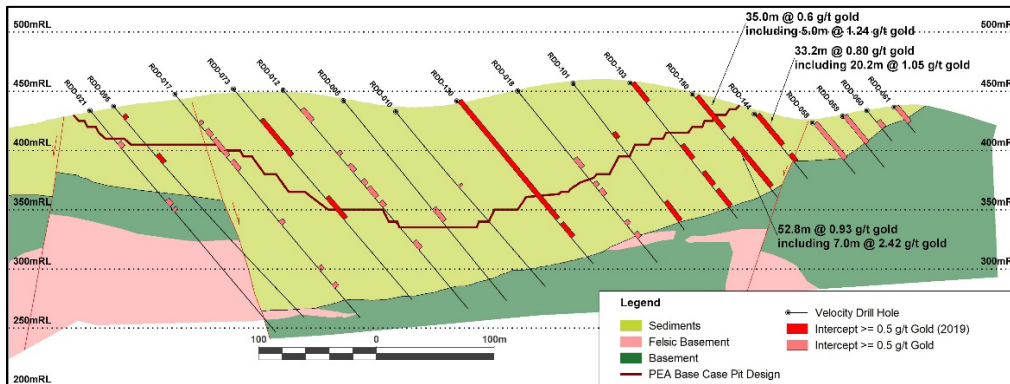 500mRL
500mRL
35.0m @ 0.6 g/t gold
including 5.0m @ 1.24 g/t gold
33.2m @ 0.80 g/t gold
including 20.2m @ 1.05 g/t gold
450mRL
450mRL
RDD-021
RDD-066
RDD-017
RDD-073
RDD-012
RDD-005
RDD-010
RDD-136
RDD-018
RDD-101
RDD-103
RDD-150
RDD-144
RDD-058
RDD-059
RDD-060
RDD-061
400mRL
400mRL
350mRL
350mRL
52.8m @ 0.93 g/t gold
including 7.0m @ 2.42 g/t gold
300mRL
300mRL
250mRL
200mRL
100
0
100m
Legend
Sediments
Felsic Basement
Basement
PEA Base Case Pit Design
Velocity Drill Hole
Intercept >= 0.5 g/t Gold (2019)
Intercept >= 0.5 g/t Gold